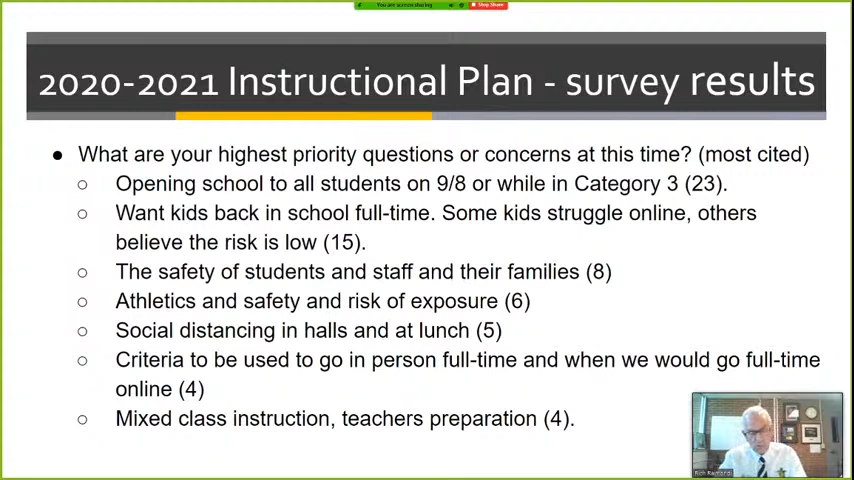 You are screen sharing
Stop Share
2020-2021 Instructional Plan - survey results
● What are your highest priority questions or concerns at this time? (most cited)
○ Opening school to all students on 9/8 or while in Category 3 (23).
○ Want kids back in school full-time. Some kids struggle online, others
believe the risk is low (15).
○ The safety of students and staff and their families (8)
○ Athletics and safety and risk of exposure (6)
○ Social distancing in halls and at lunch (5)
○ Criteria to be used to go in person full-time and when we would go full-time
online (4)
○ Mixed class instruction, teachers preparation (4).
Rich Raimondi